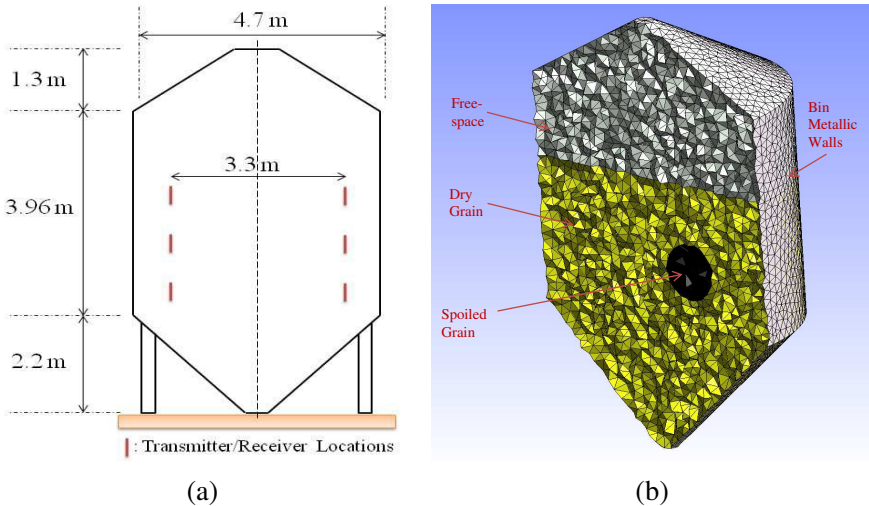 4.7 m
1.3 m
3.3 m
3.96 m
2.2 m
: Transmitter/Receiver Locations
(a)
Free-
space
Bin
Metallic
Walls
Dry
Grain
Spoiled
Grain
(b)